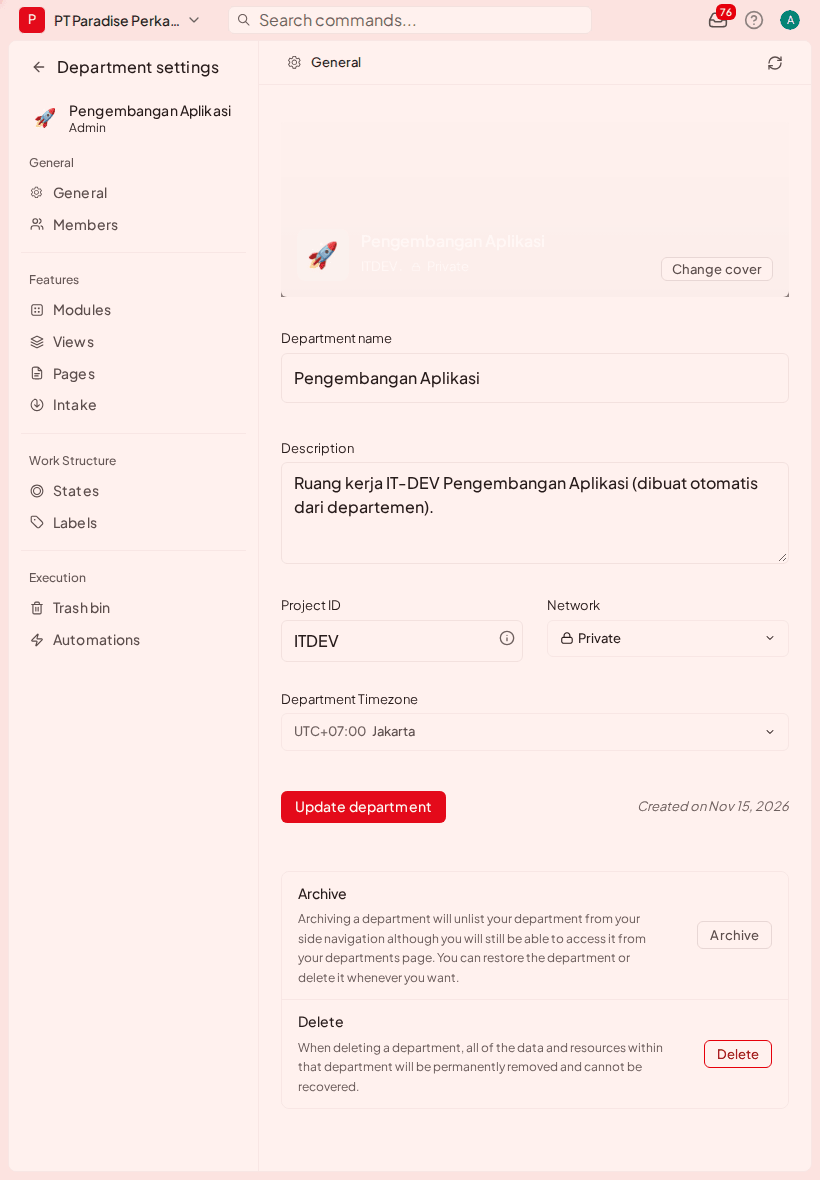 P
PT Paradise Perka...
Search commands...
76
A
Department settings
Pengembangan Aplikasi
Admin
General
General
Members
Features
Modules
Views
Pages
Intake
Work Structure
States
Labels
Execution
Trash bin
Automations
General
Pengembangan Aplikasi
ITDEV
Private
Change cover
Department name
Pengembangan Aplikasi
Description
Ruang kerja IT-DEV Pengembangan Aplikasi (dibuat otomatis
dari departemen).
Project ID
Network
ITDEV
Private
Department Timezone
UTC+07:00 Jakarta
Update department
Created on Nov 15, 2026
Archive
Archiving a department will unlist your department from your
side navigation although you will still be able to access it from
your departments page. You can restore the department or
delete it whenever you want.
Archive
Delete
When deleting a department, all of the data and resources within
that department will be permanently removed and cannot be
recovered.
Delete